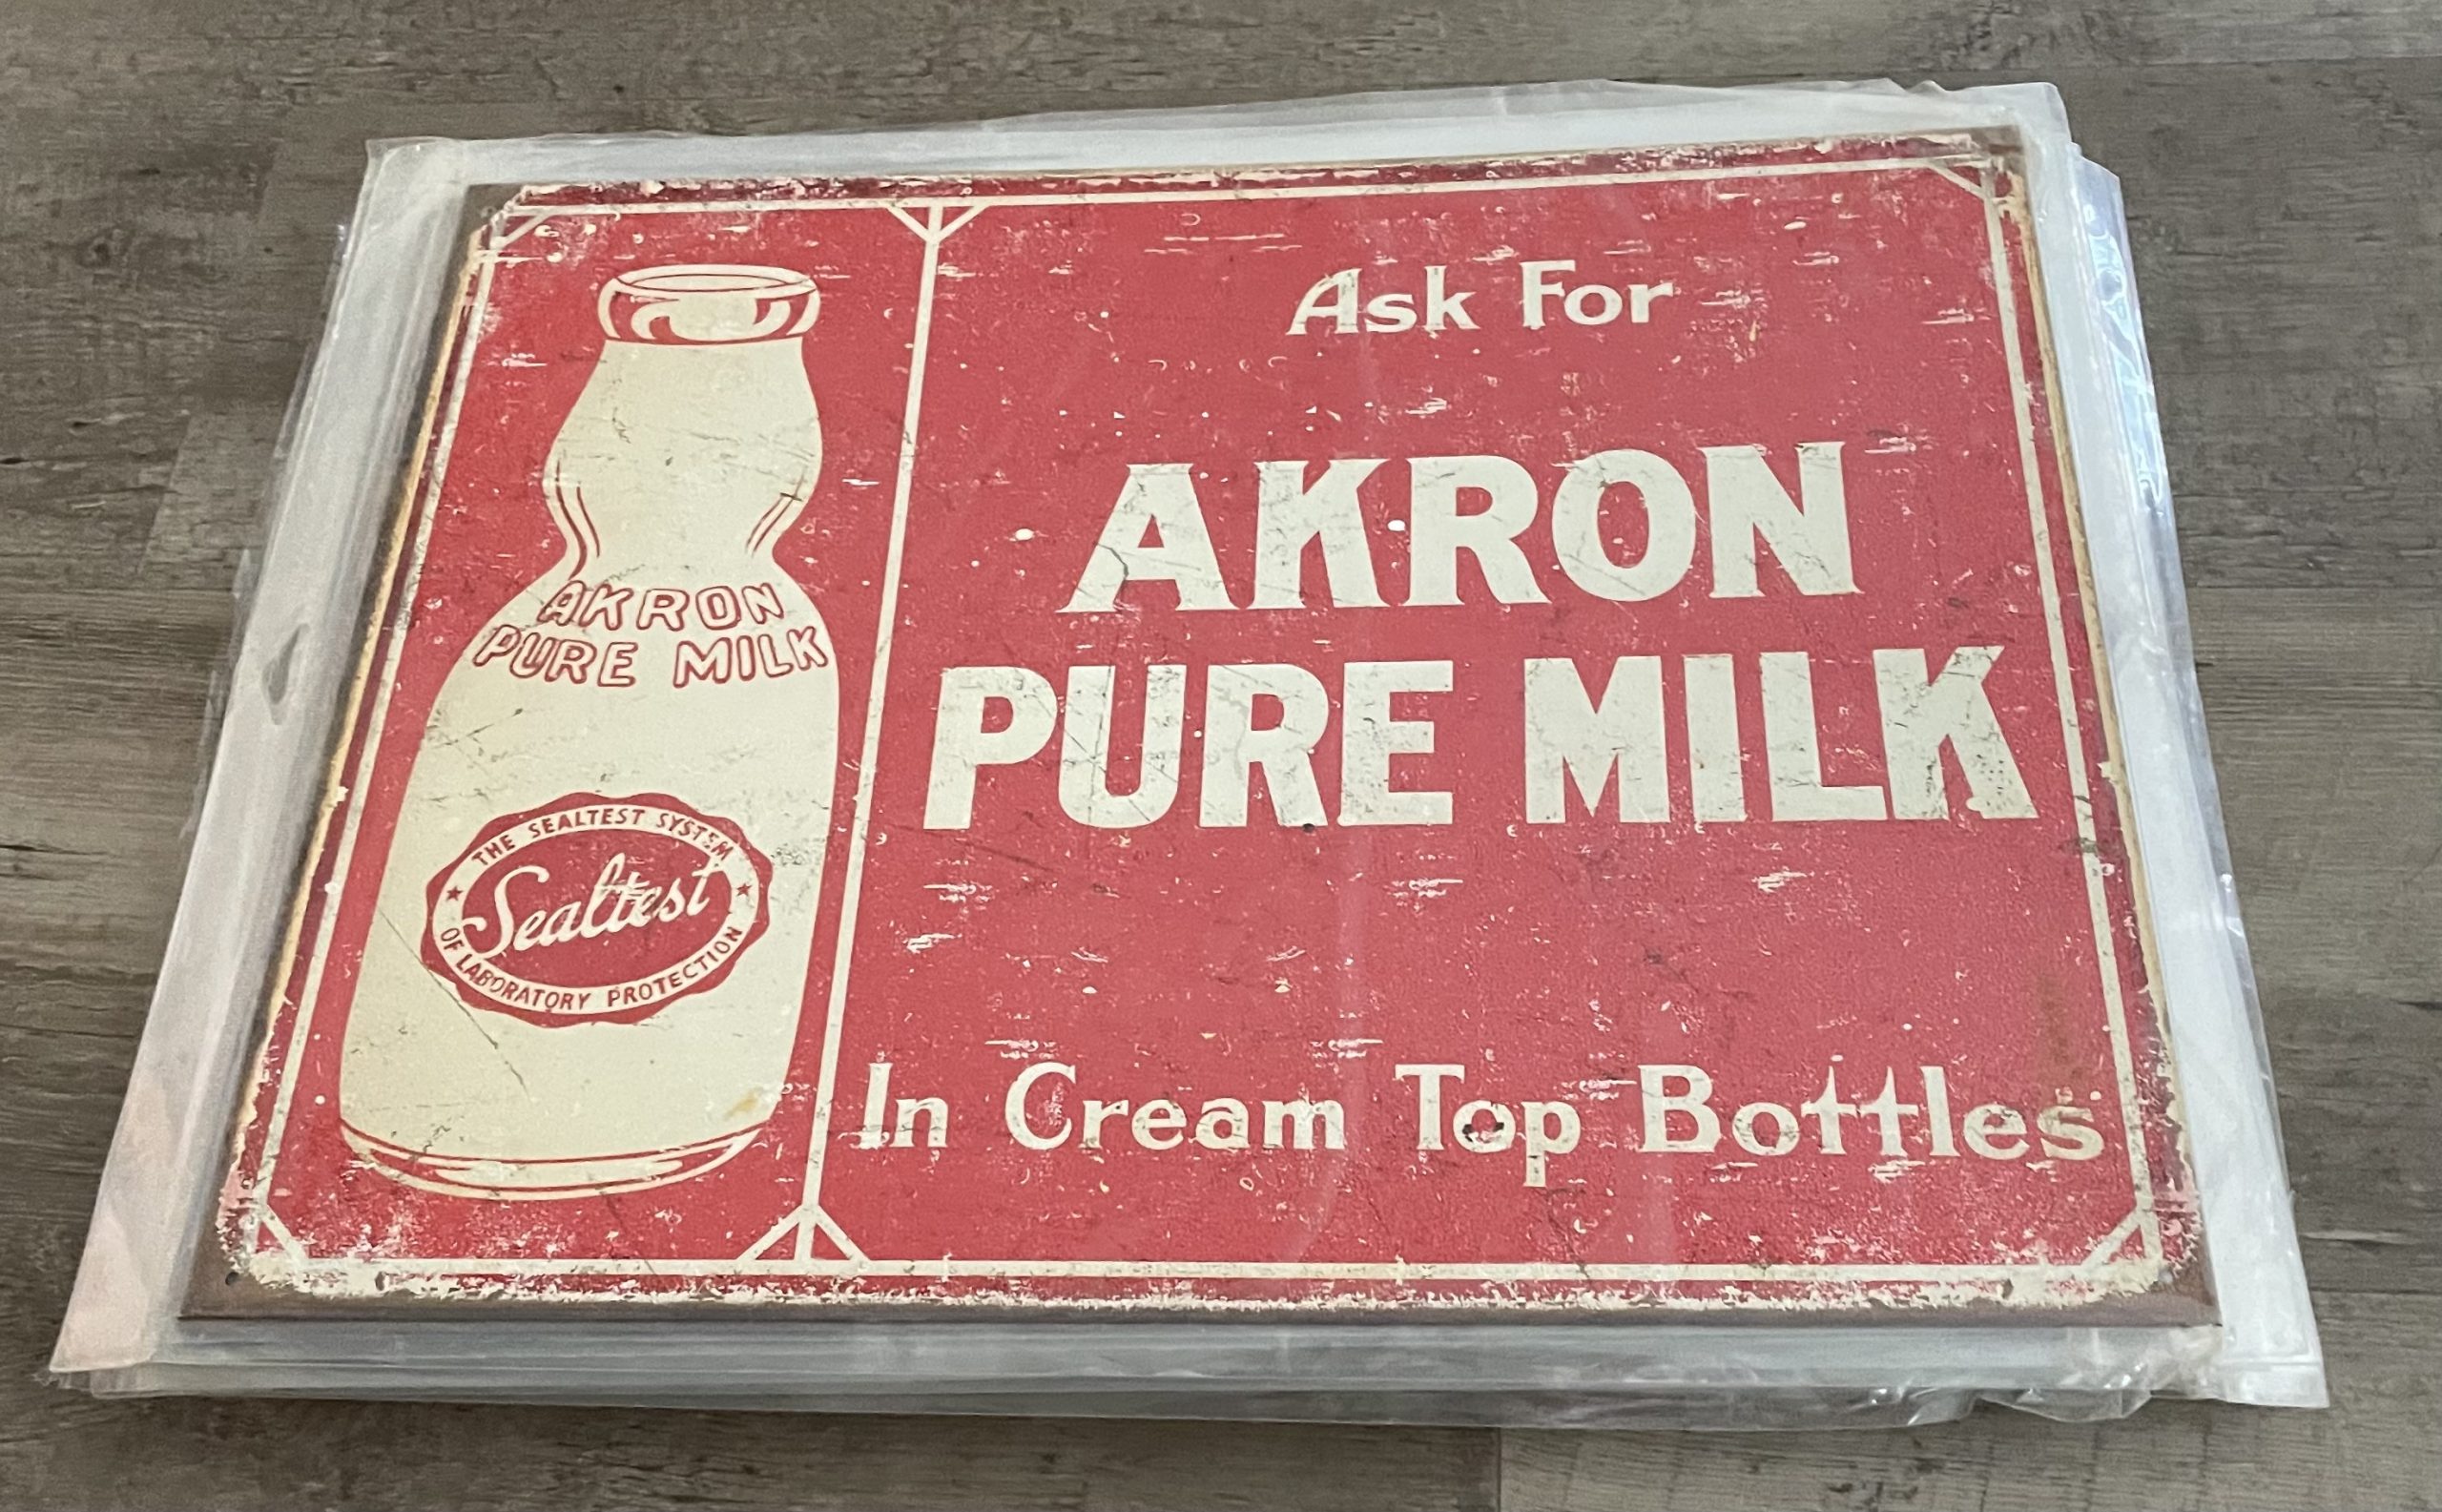 AKRON
PURE MILK
THE SEALTEST SYSTEM
Sealtest
OF LABORATORY PROTECTION
Ask For
AKRON
PURE MILK
In Cream Top Bottles